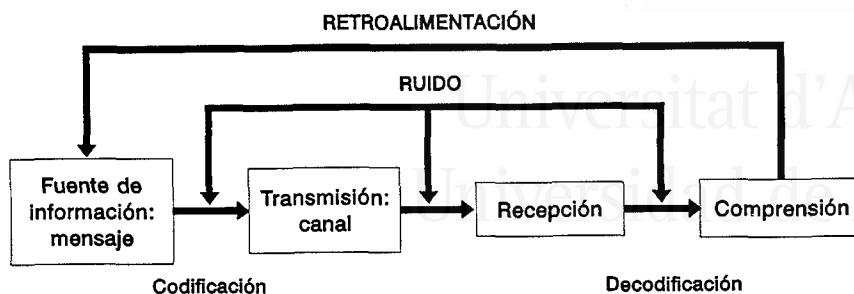 RETROALIMENTACIÓN
RUIDO
Universitat d'A
Universidad de
Fuente de
información:
mensaje
Transmisión:
canal
Recepción
Comprensión
Codificación
Decodificación